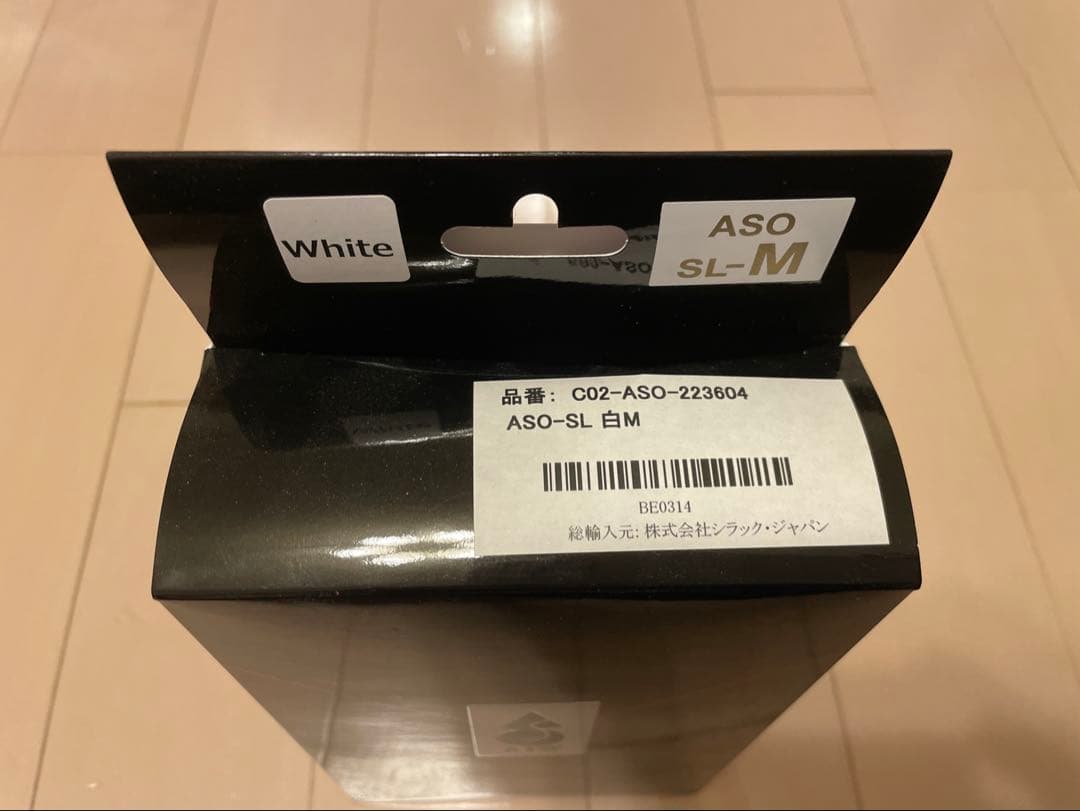 White
ASO
SL-M
品番: C02-ASO-223604
ASO-SL 白M
BE0314
総輸入元: 株式会社シラック・ジャパン